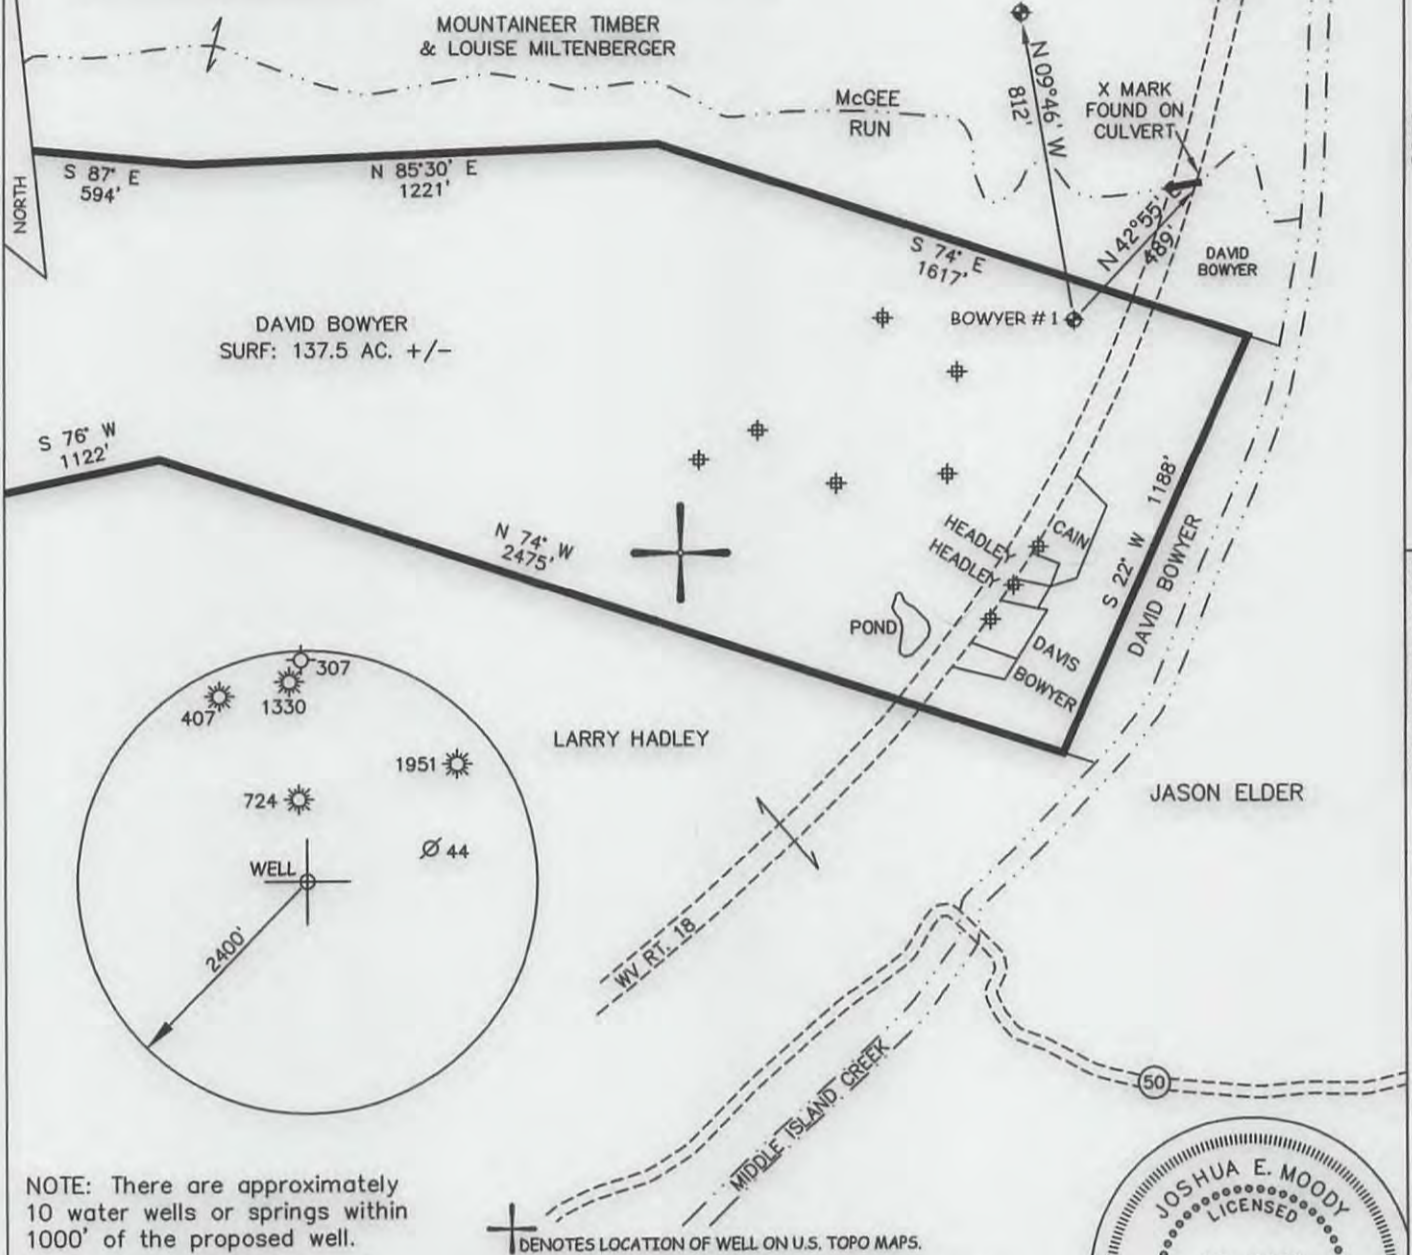 MOUNTAINEER TIMBER
& LOUISE MILTENBERGER
N 09°46' W
812'
X MARK
FOUND ON
CULVERT
McGEE
RUN
NORTH
S 87° E
594'
N 85°30' E
1221'
S 74° E
1617'
N 42°55' E
489'
DAVID
BOWYER
DAVID BOWYER
SURF: 137.5 AC. +/-
BOWYER #1
S 76° W
1122'
N 74° W
2475'
HEADLEY
HEADLEY
CAIN
1188'
S 22° W
DAVID BOWYER
POND
DAVIS
BOWYER
307
407
1330
LARRY HADLEY
1951
724
JASON ELDER
44
WELL
2400'
WV RT. 18
MIDDLE ISLAND CREEK
50
NOTE: There are approximately
10 water wells or springs within
1000' of the proposed well.
DENOTES LOCATION OF WELL ON U.S. TOPO MAPS.
JOSHUA E. MOODY
LICENSED